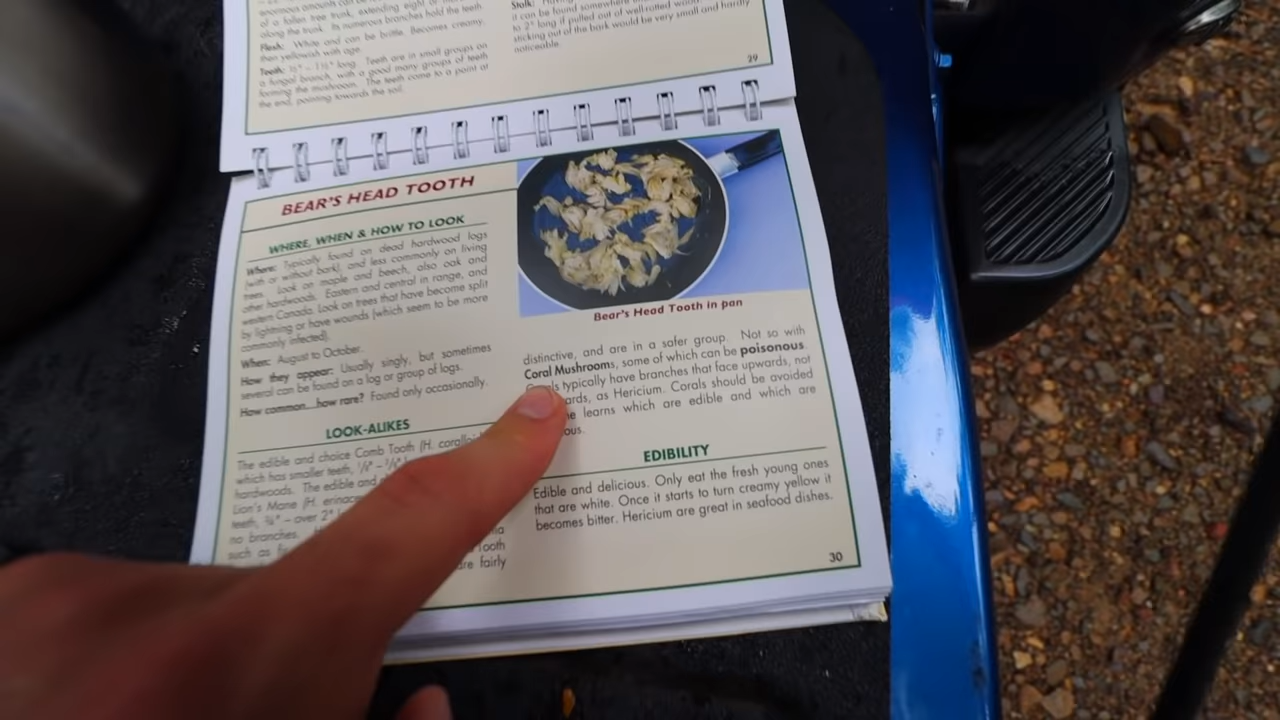 of a fallen tree trunk, extending eight or more
along the trunk. Its numerous branches hold the teeth
Flesh: White and can be brittle. Becomes creamy,
then yellowish with age.
Teeth: ½" – 1½" long. Teeth are in small groups on
a fungal branch, with a good many groups of teeth
forming the mushroom. The teeth come to a point at
the end, pointing towards the soil.
Stalk:
it can be found somewhere
to 2" long if pulled out of well-rotted wood.
sticking out of the bark would be very small and hardly
noticeable.
29
BEAR'S HEAD TOOTH
WHERE, WHEN & HOW TO LOOK
Where: Typically found on dead hardwood logs
(with or without bark), and less commonly on living
trees. Look on maple and beech, also oak and
other hardwoods. Eastern and central in range, and
western Canada. Look on trees that have become split
by lightning or have wounds (which seem to be more
commonly infected).
When: August to October.
How they appear: Usually singly, but sometimes
several can be found on a log or group of logs.
How common...how rare? Found only occasionally.
LOOK-ALIKES
The edible and choice Comb Tooth (H.
which has smaller teeth,
hardwoods. The edible and
Lion's Mane (H.
teeth, ¾" – over 2"
no branches.
such as
Tooth
are fairly
Bear's Head Tooth in pan
distinctive, and are in a safer group. Not so with
Coral Mushrooms, some of which can be poisonous.
typically have branches that face upwards, not
as Hericium. Corals should be avoided
learns which are edible and which are
EDIBILITY
Edible and delicious. Only eat the fresh young ones
that are white. Once it starts to turn creamy yellow it
becomes bitter. Hericium are great in seafood dishes.
30